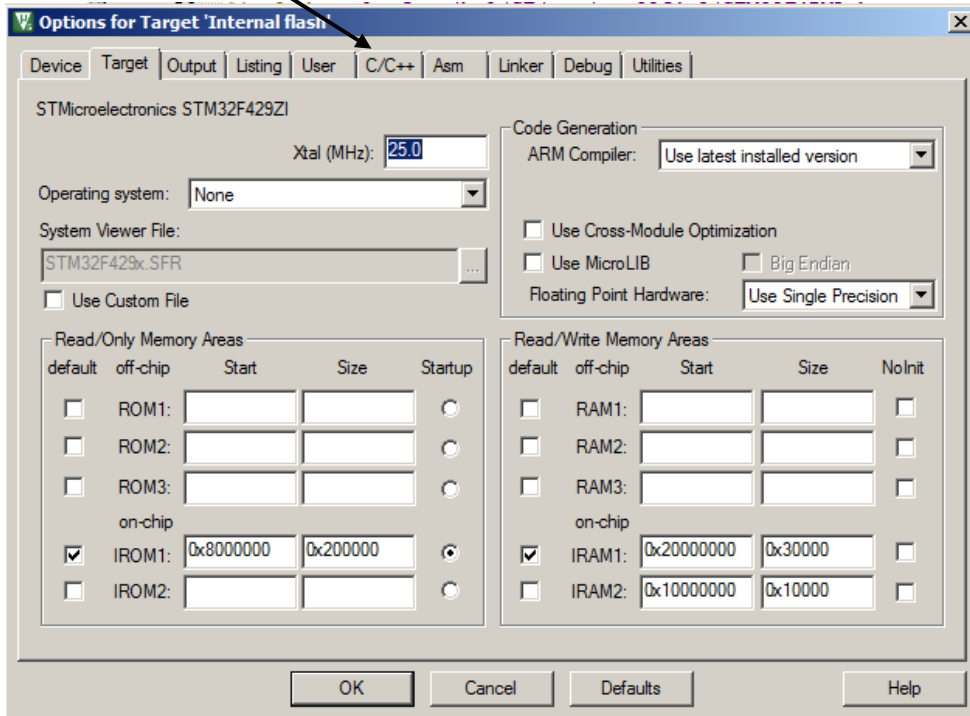 Options for Target 'Internal flash'
Device Target Output Listing User C/C++ Asm Linker Debug Utilities
STMicroelectronics STM32F429ZI
Xtal (MHz): 25.0
Operating system: None
System Viewer File:
STM32F429x.SFR ...
Use Custom File
Code Generation
ARM Compiler: Use latest installed version
Use Cross-Module Optimization
Use MicroLIB Big Endian
Floating Point Hardware: Use Single Precision
Read/Only Memory Areas
default off-chip Start Size Startup
ROM1:
ROM2:
ROM3:
on-chip
IROM1: 0x8000000 0x200000
IROM2:
Read/Write Memory Areas
default off-chip Start Size NoInit
RAM1:
RAM2:
RAM3:
on-chip
IRAM1: 0x20000000 0x30000
IRAM2: 0x10000000 0x10000
OK Cancel Defaults Help